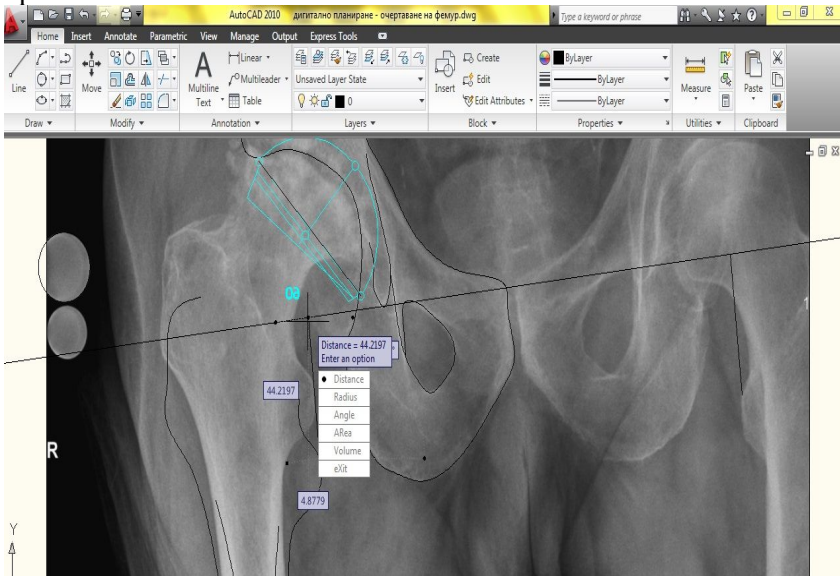 AutoCAD 2010 дигитално планиране - очертаване на фемур.dwg
Type a keyword or phrase
Home Insert Annotate Parametric View Manage Output Express Tools
Line
Move
A
Multiline
Text
Linear
Multileader
Table
Unsaved Layer State
0
Insert
Create
Edit
Edit Attributes
ByLayer
ByLayer
ByLayer
Measure
Paste
Draw Modify Annotation Layers Block Properties Utilities Clipboard
60
Distance = 44.2197
Enter an option
Distance
Radius
Angle
ARea
Volume
eXit
44.2197
4.8779
R
1
Y